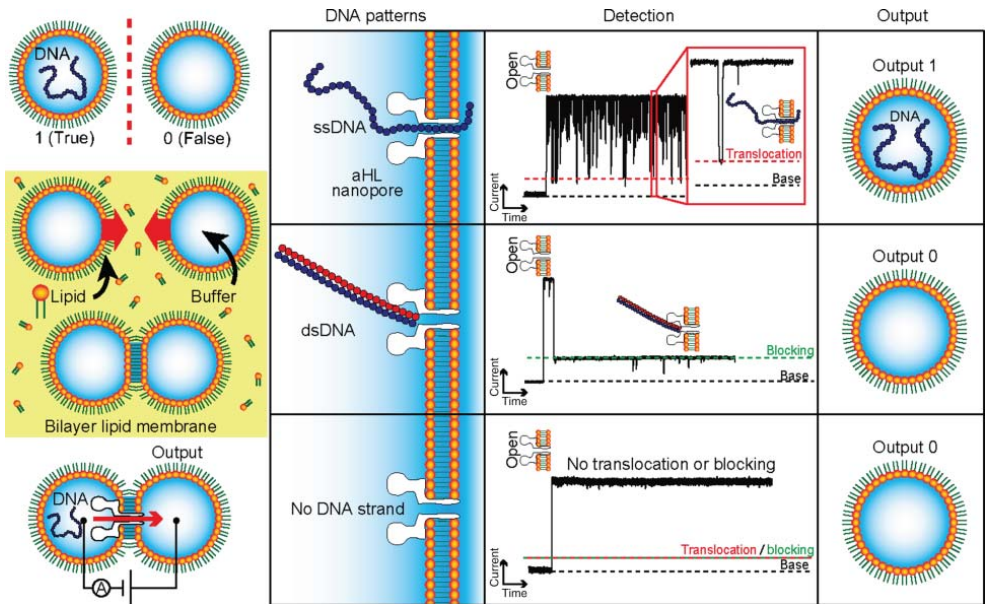 DNA
1 (True)
0 (False)
Lipid
Buffer
Bilayer lipid membrane
Output
DNA
A
DNA patterns
Detection
Output
ssDNA
aHL
nanopore
Open
Translocation
Base
Current
Time
Output 1
DNA
dsDNA
Open
Blocking
Base
Current
Time
Output 0
No DNA strand
Open
No translocation or blocking
Translocation / blocking
Base
Current
Time
Output 0